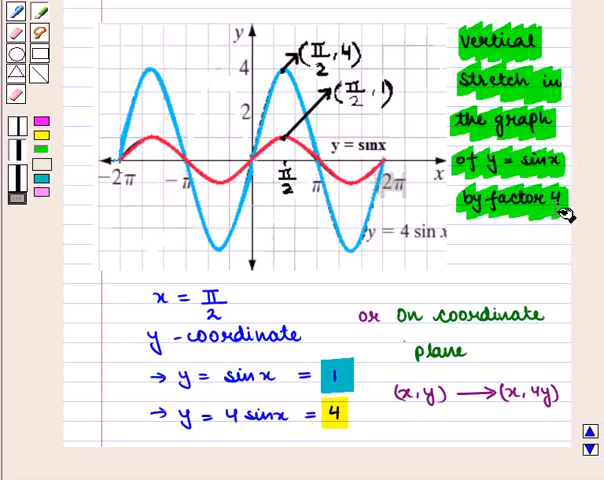 y
(π/2, 4)
4
(π/2, 1)
2
y = sinx
-2π
-π
π/2
π
2π
x
y = 4 sin x
vertical
stretch in
the graph
of y = sinx
by factor 4
x = π/2
y - coordinate
→ y = sinx = 1
→ y = 4 sinx = 4
or On coordinate
plane
(x, y) → (x, 4y)